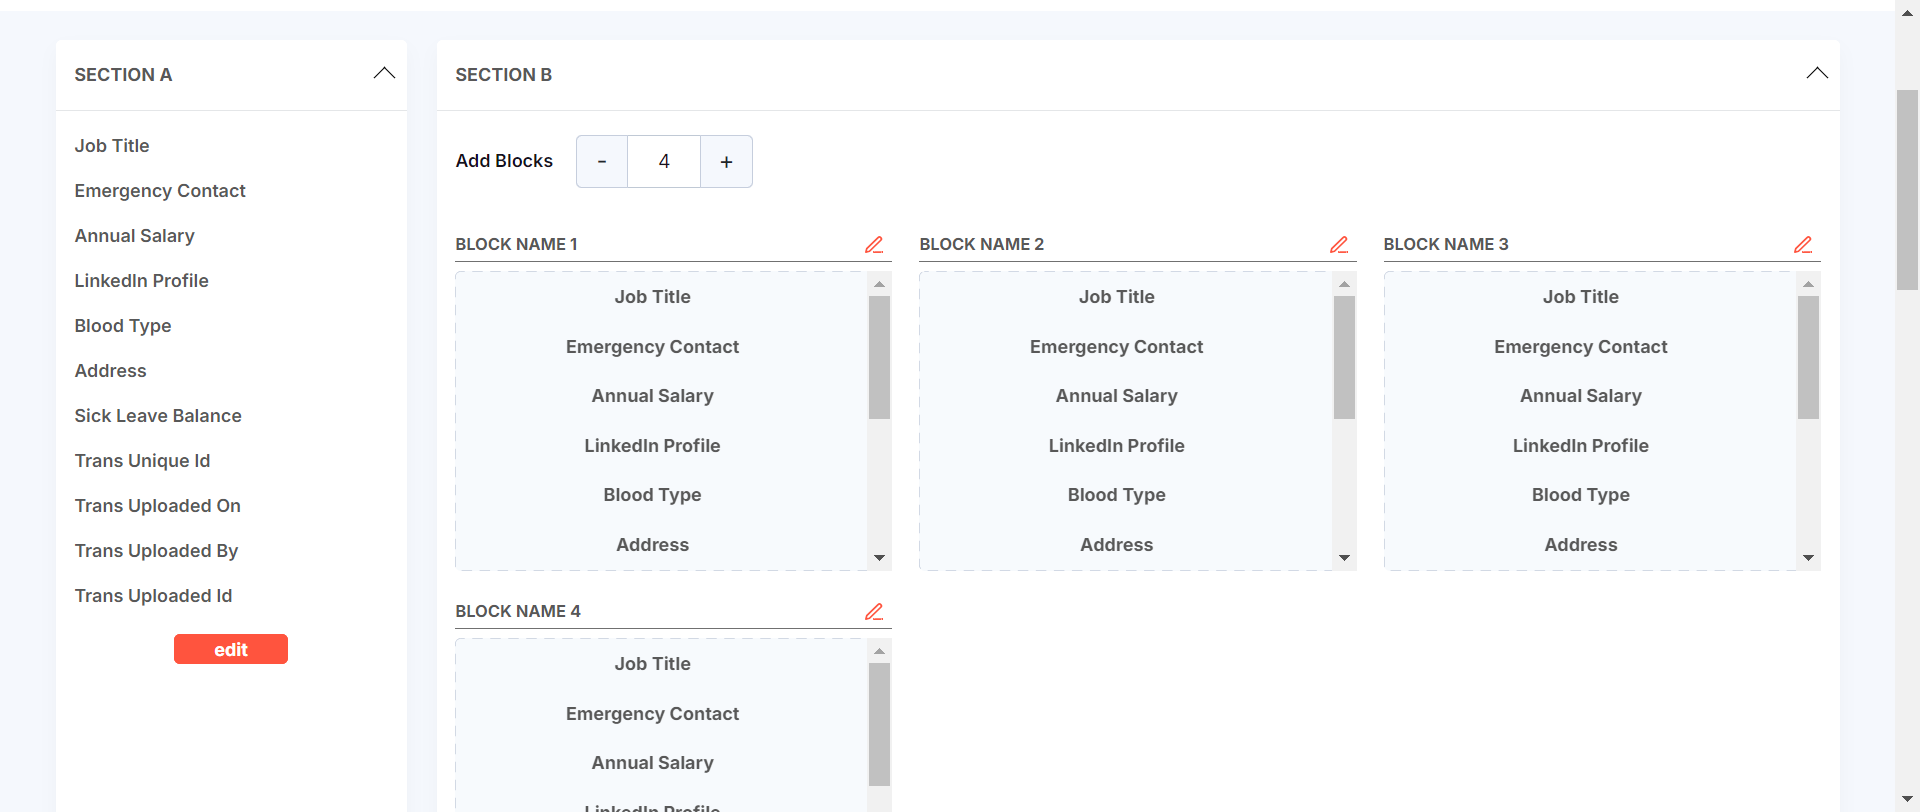 SECTION A
Job Title
Emergency Contact
Annual Salary
LinkedIn Profile
Blood Type
Address
Sick Leave Balance
Trans Unique Id
Trans Uploaded On
Trans Uploaded By
Trans Uploaded Id
edit
SECTION B
Add Blocks - 4 +
BLOCK NAME 1
Job Title
Emergency Contact
Annual Salary
LinkedIn Profile
Blood Type
Address
BLOCK NAME 2
Job Title
Emergency Contact
Annual Salary
LinkedIn Profile
Blood Type
Address
BLOCK NAME 3
Job Title
Emergency Contact
Annual Salary
LinkedIn Profile
Blood Type
Address
BLOCK NAME 4
Job Title
Emergency Contact
Annual Salary
LinkedIn Profile